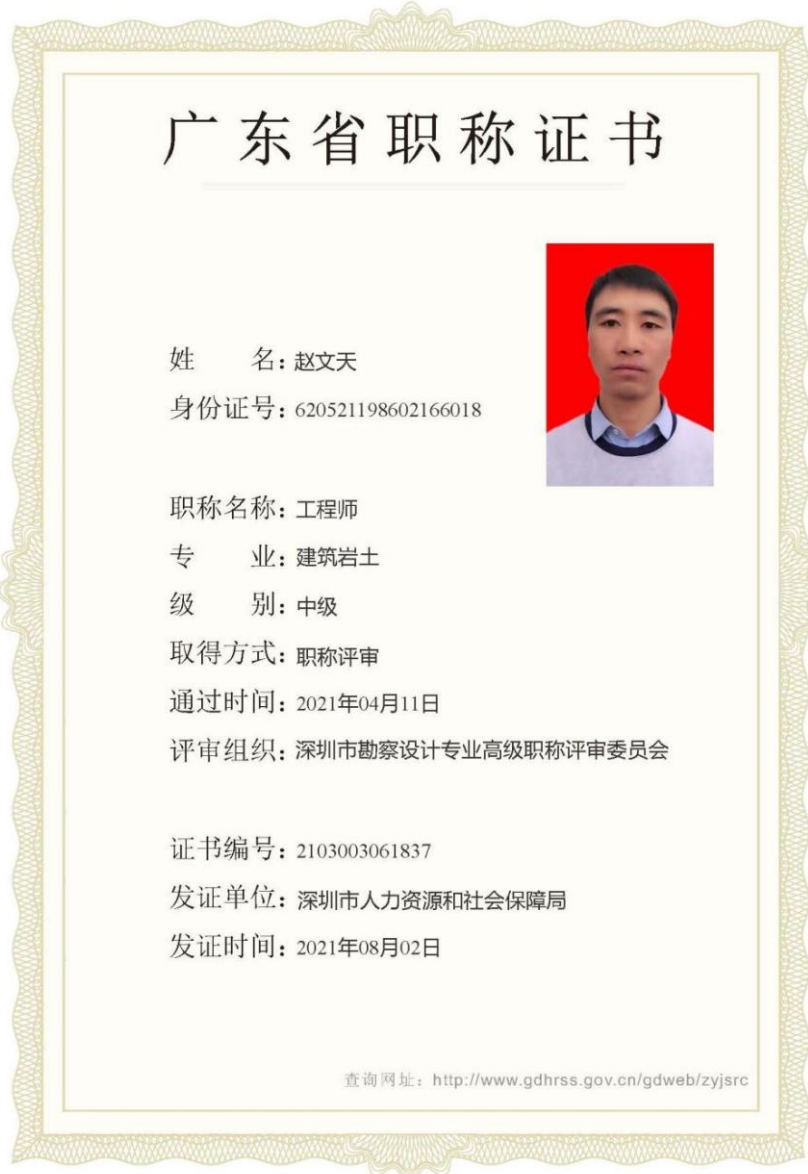 广东省职称证书
姓 名：赵文天
身份证号：620521198602166018
职称名称：工程师
专 业：建筑岩土
级 别：中级
取得方式：职称评审
通过时间：2021年04月11日
评审组织：深圳市勘察设计专业高级职称评审委员会
证书编号：2103003061837
发证单位：深圳市人力资源和社会保障局
发证时间：2021年08月02日
查询网址：http://www.gdhrss.gov.cn/gdweb/zyjsrc